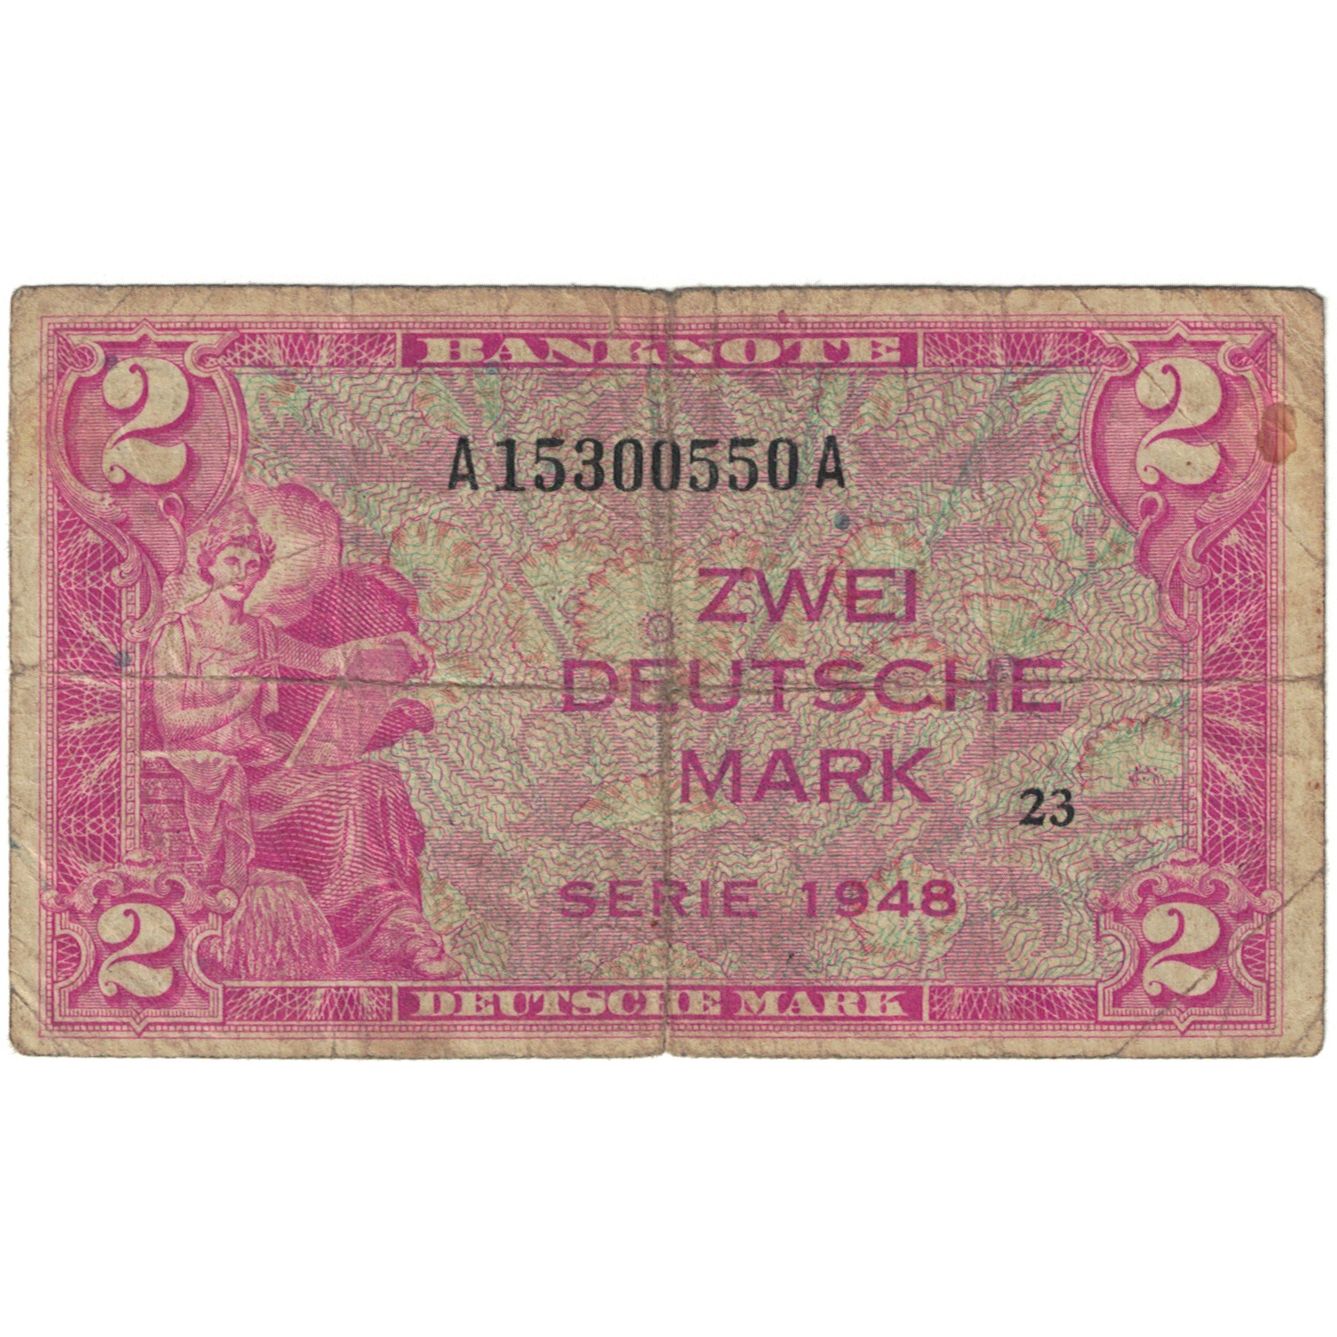 2 BANKNOTE 2
A15300550A
ZWEI
DEUTSCHE
MARK
23
SERIE 1948
2 DEUTSCHE MARK 2